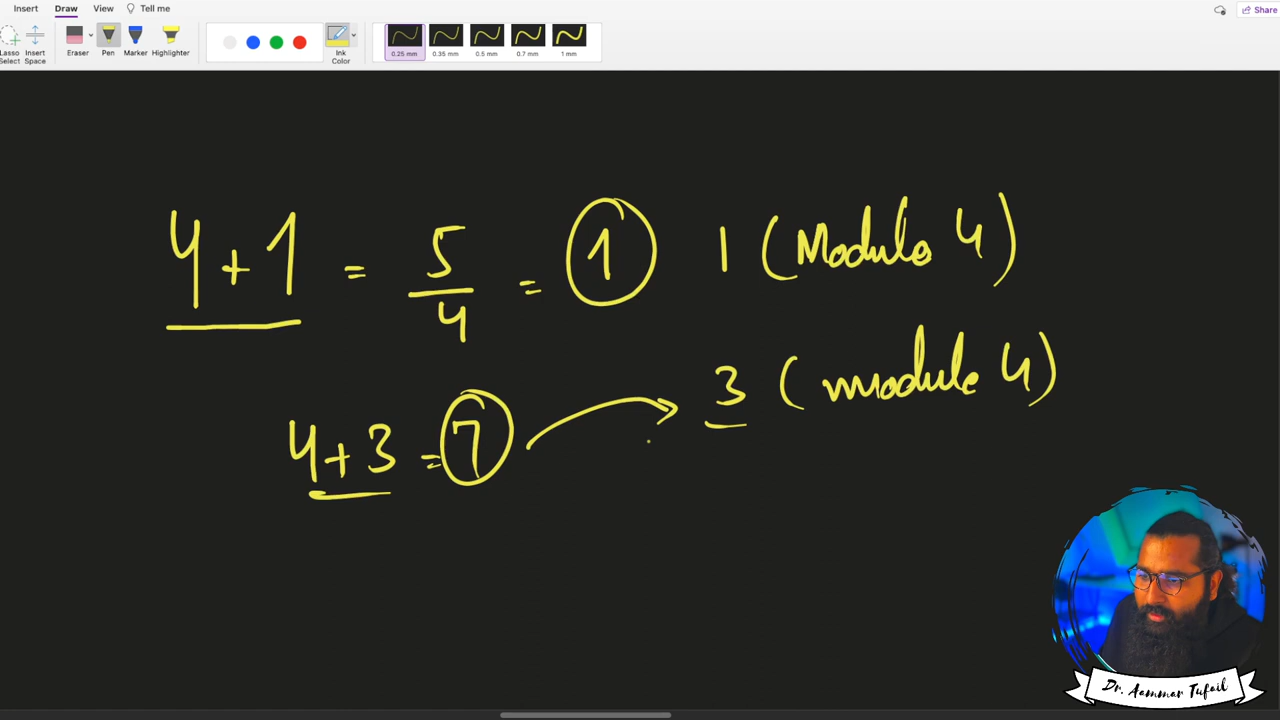 Insert Draw View Tell me
Share
Lasso Select
Insert Space
Eraser
Pen
Marker
Highlighter
Ink Color
0.25 mm 0.35 mm 0.5 mm 0.7 mm 1 mm
4 + 1 = 5/4 = 1 1 (Modulo 4)
4 + 3 = 7 3 (module 4)
Dr. Aammar Tufail